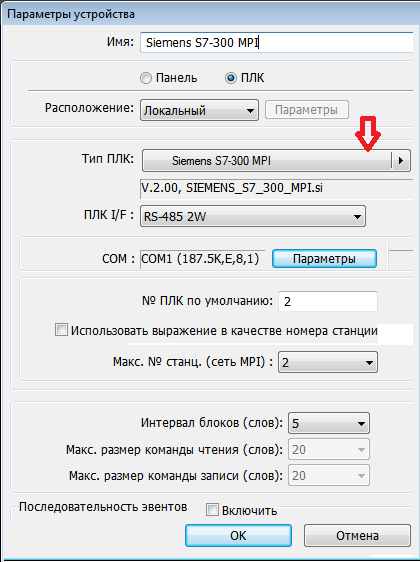 Параметры устройства
Имя: Siemens S7-300 MPI
Панель ПЛК
Расположение: Локальный Параметры
Тип ПЛК: Siemens S7-300 MPI
V.2.00, SIEMENS_S7_300_MPI.si
ПЛК I/F: RS-485 2W
COM : COM1 (187.5K,E,8,1) Параметры
№ ПЛК по умолчанию: 2
Использовать выражение в качестве номера станции
Макс. № станц. (сеть MPI) : 2
Интервал блоков (слов): 5
Макс. размер команды чтения (слов): 20
Макс. размер команды записи (слов): 20
Последовательность эвентов Включить
OK Отмена